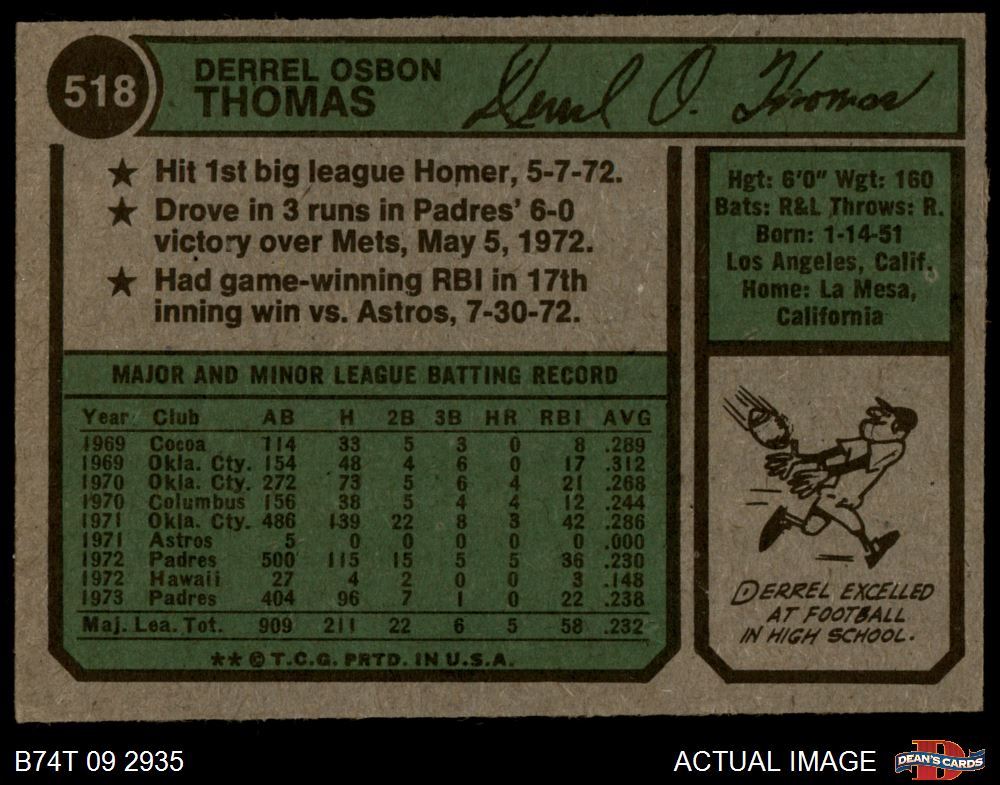 518
DERREL OSBON
THOMAS
Derrel O. Thomas
★ Hit 1st big league Homer, 5-7-72.
★ Drove in 3 runs in Padres' 6-0
victory over Mets, May 5, 1972.
★ Had game-winning RBI in 17th
inning win vs. Astros, 7-30-72.
Hgt: 6'0" Wgt: 160
Bats: R&L Throws: R.
Born: 1-14-51
Los Angeles, Calif.
Home: La Mesa,
California
MAJOR AND MINOR LEAGUE BATTING RECORD
Year Club AB H 2B 3B HR RBI AVG
1969 Cocoa 114 33 5 3 0 8 .289
1969 Okla. Cty. 154 48 4 6 0 17 .312
1970 Okla. Cty. 272 73 5 6 4 21 .268
1970 Columbus 156 38 5 4 4 12 .244
1971 Okla. Cty. 486 139 22 8 3 42 .286
1971 Astros 5 0 0 0 0 0 .000
1972 Padres 500 115 15 5 5 36 .230
1972 Hawaii 27 4 2 0 0 3 .148
1973 Padres 404 96 7 1 0 22 .238
Maj. Lea. Tot. 909 211 22 6 5 58 .232
** © T.C.G. PRTD. IN U.S.A.
DERREL EXCELLED
AT FOOTBALL
IN HIGH SCHOOL.
B74T 09 2935
ACTUAL IMAGE
D
DEAN'S CARDS